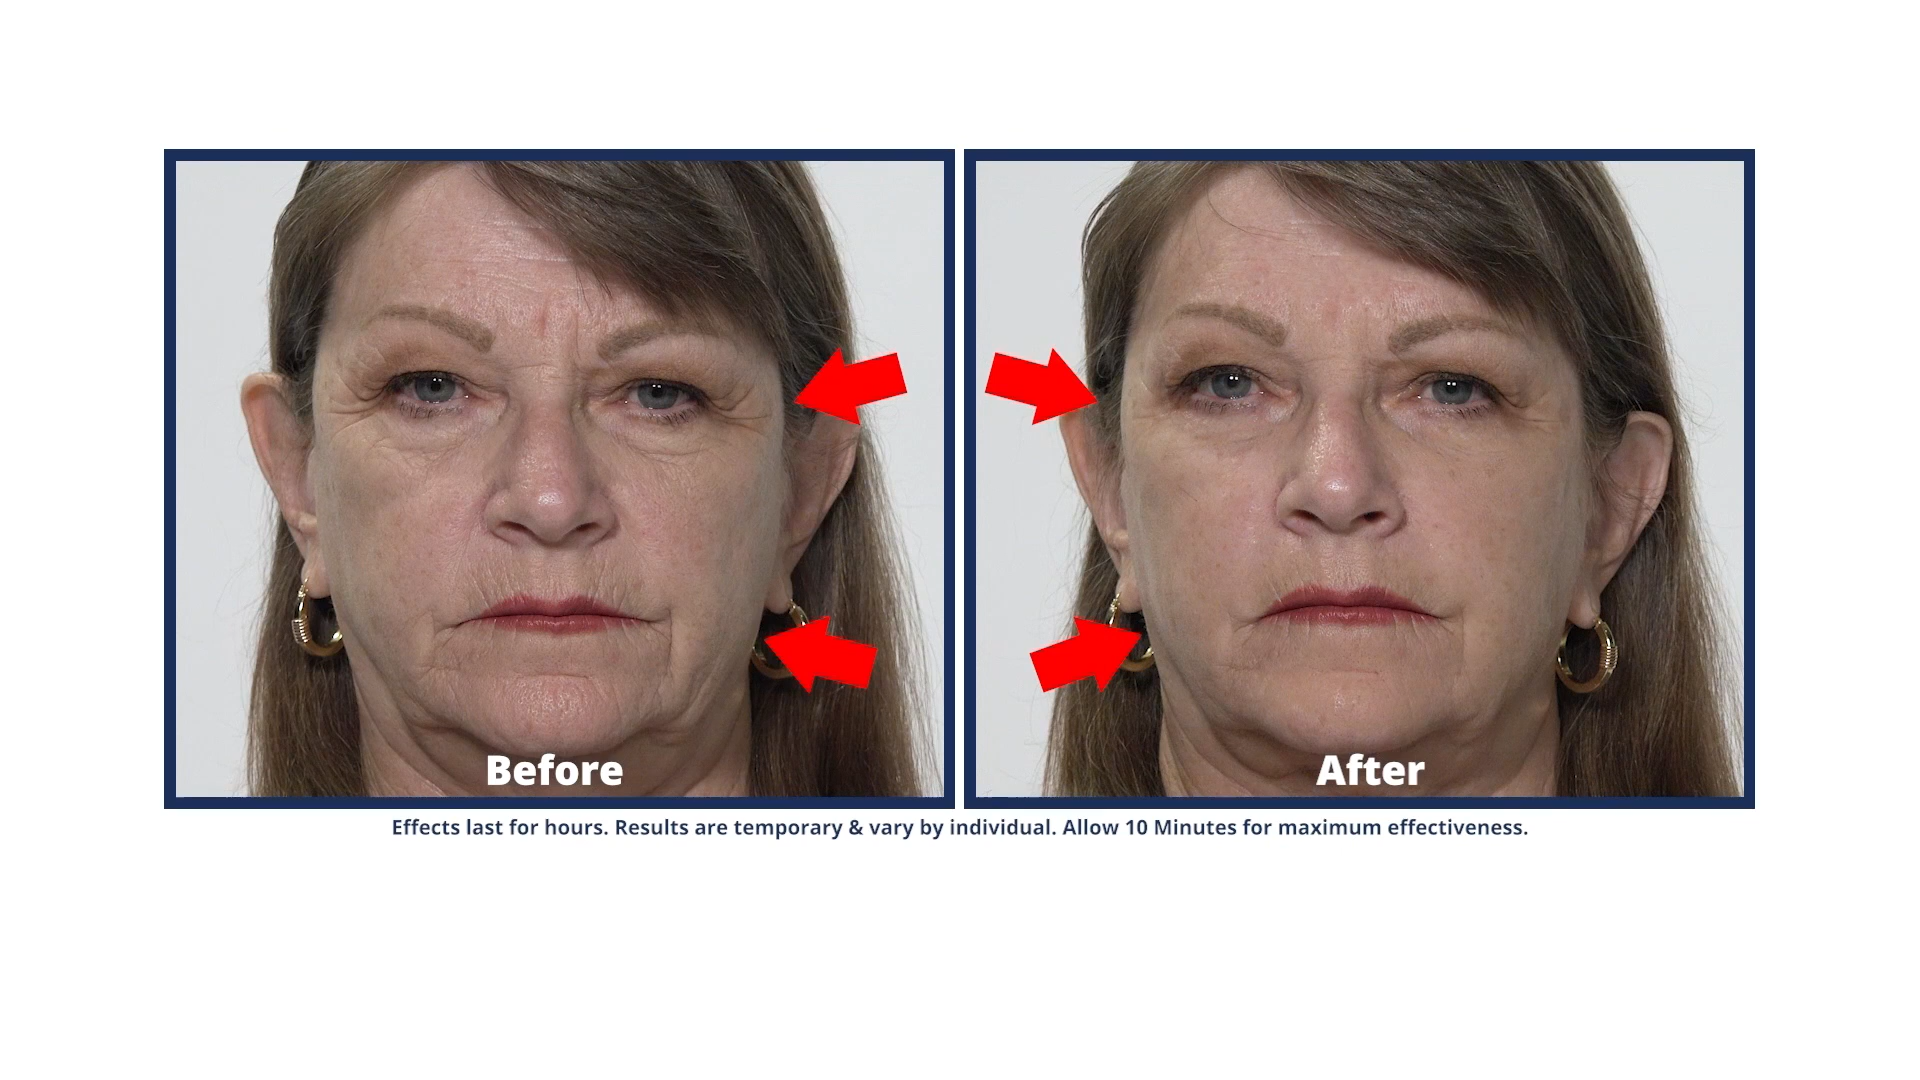 Before
After
Effects last for hours. Results are temporary & vary by individual. Allow 10 Minutes for maximum effectiveness.